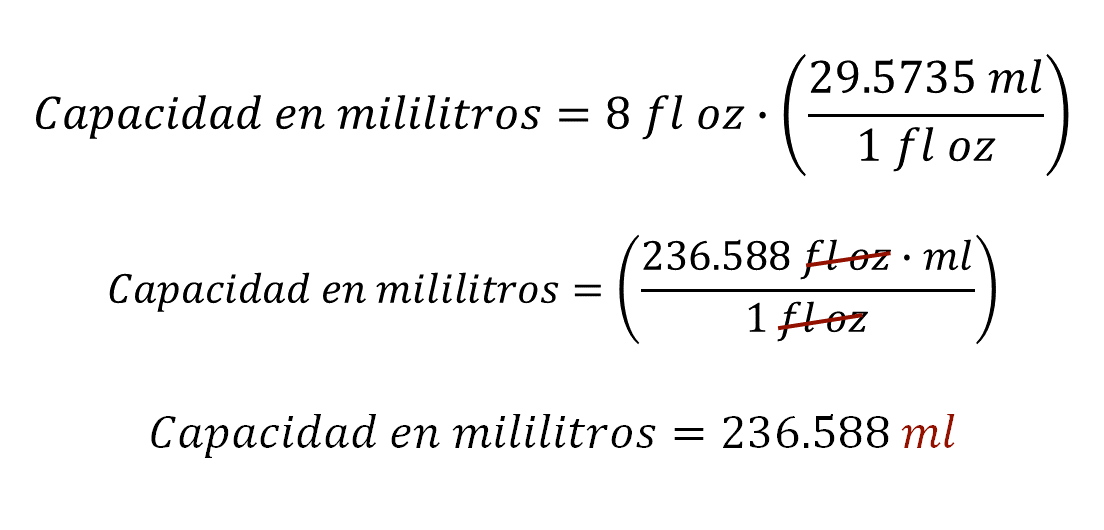 Capacidad en mililitros = 8 fl oz · (29.5735 ml / 1 fl oz)
Capacidad en mililitros = (236.588 fl oz · ml / 1 fl oz)
Capacidad en mililitros = 236.588 ml